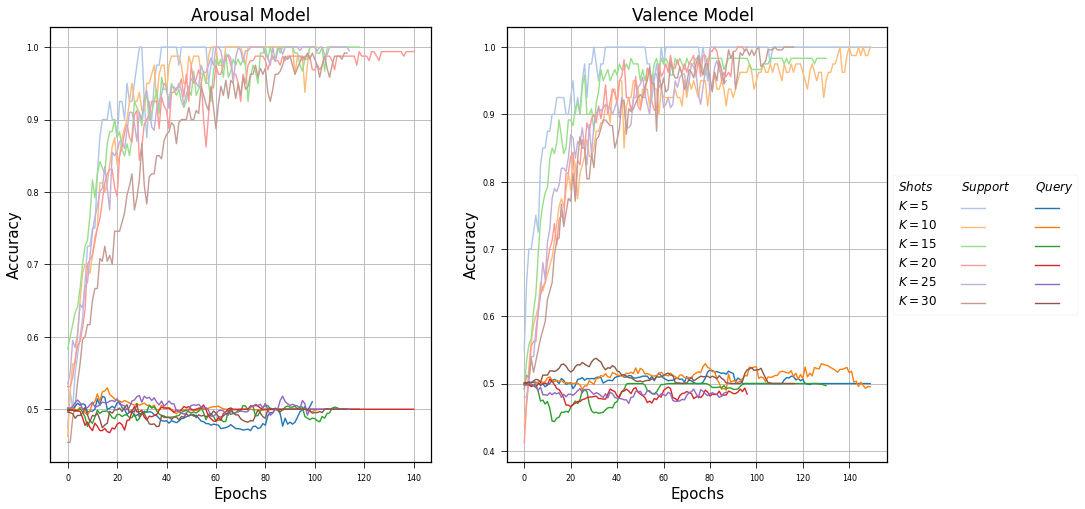 Arousal Model
Accuracy
1.0
0.9
0.8
0.7
0.6
0.5
0 20 40 60 80 100 120 140
Epochs
Valence Model
Accuracy
1.0
0.9
0.8
0.7
0.6
0.5
0.4
0 20 40 60 80 100 120 140
Epochs
Shots Support Query
K = 5
K = 10
K = 15
K = 20
K = 25
K = 30